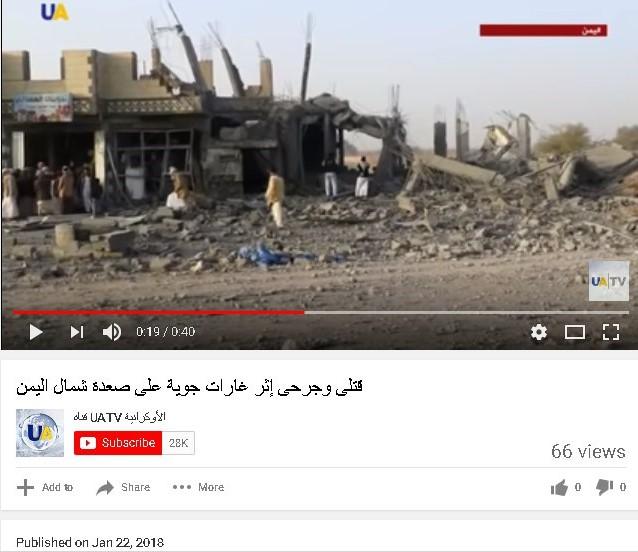 UA
اليمن
UA|TV
0:19 / 0:40
قتلى وجرحى إثر غارات جوية على صعدة شمال اليمن
الأوكرانية UATV قناة
UA
Subscribe 28K
66 views
Add to Share More 0 0
Published on Jan 22, 2018